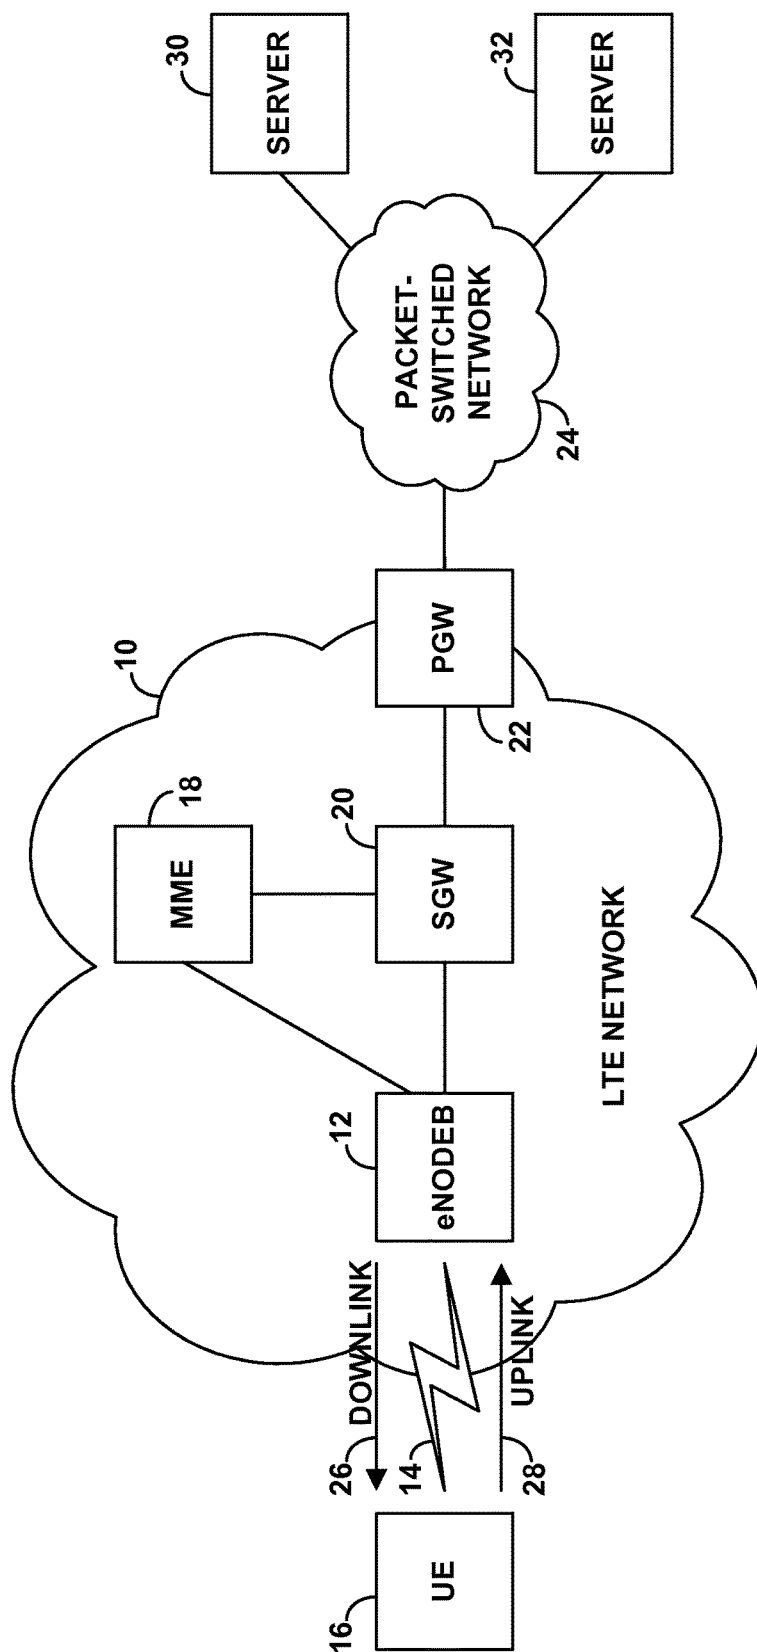 30
SERVER
32
SERVER
PACKET-
SWITCHED
NETWORK
24
10
PGW
22
18
MME
20
SGW
12
eNODEB
LTE NETWORK
DOWNLINK
26
14
UPLINK
28
16
UE